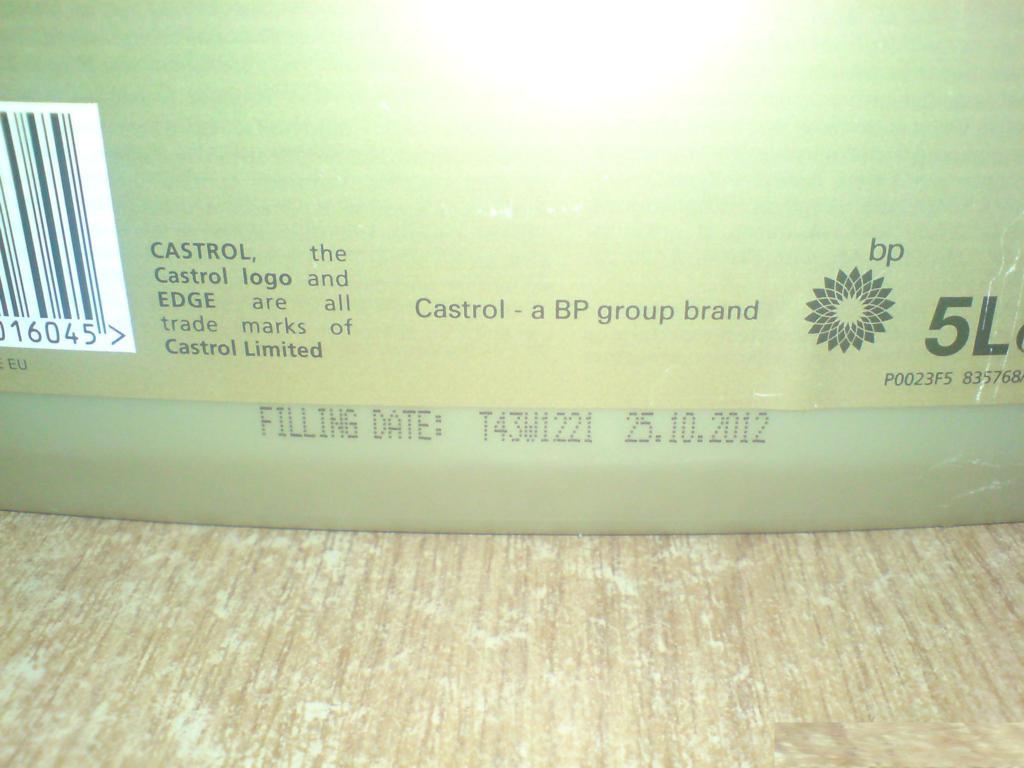 016045>
E EU
CASTROL, the
Castrol logo and
EDGE are all
trade marks of
Castrol Limited
Castrol - a BP group brand
bp
5L
P0023F5 835768
FILLING DATE: T43W1221 25.10.2012